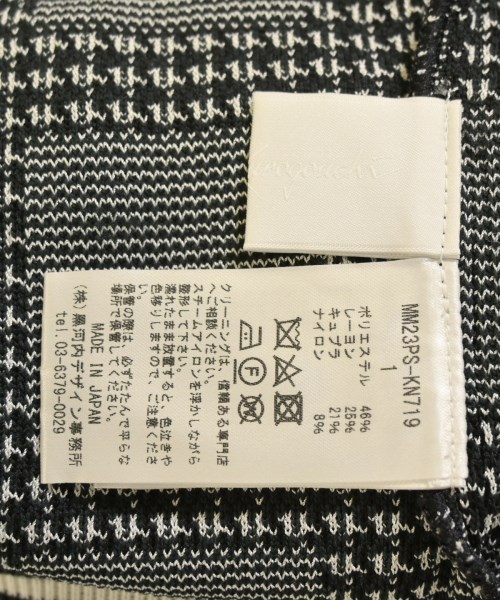 MM23PS-KN719
1
ポリエステル 46%
レーヨン 25%
キュプラ 21%
ナイロン 8%
クリーニングは、信頼ある専門店
へご相談ください。
スチームアイロンを浮かしながら
整形して下さい。
濡れたまま放置すると、色泣きや
色移りしますので、ご注意くださ
い。
保管の際は、必ずたたんで平らな
場所で保管してください。
MADE IN JAPAN
(株)黒河内デザイン事務所
tel.03-6379-0029